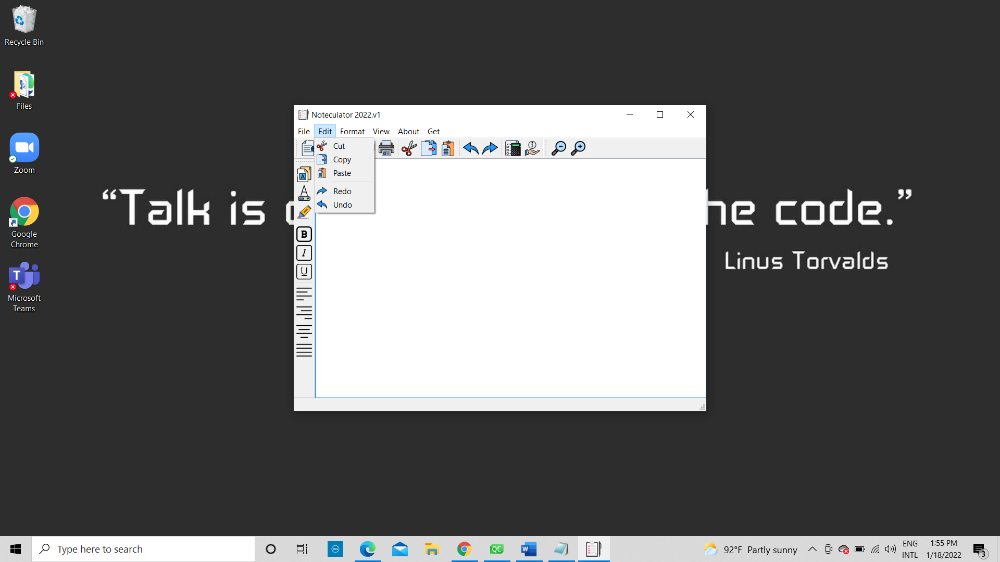 Recycle Bin
Files
Zoom
Google
Chrome
Microsoft
Teams
Noteculator 2022.v1
File Edit Format View About Get
Cut
Copy
Paste
Redo
Undo
A
A
B
I
U
“Talk is
he code.”
Linus Torvalds
T
Type here to search
DELL
QC
W
92°F Partly sunny
ENG
INTL
1:55 PM
1/18/2022
3